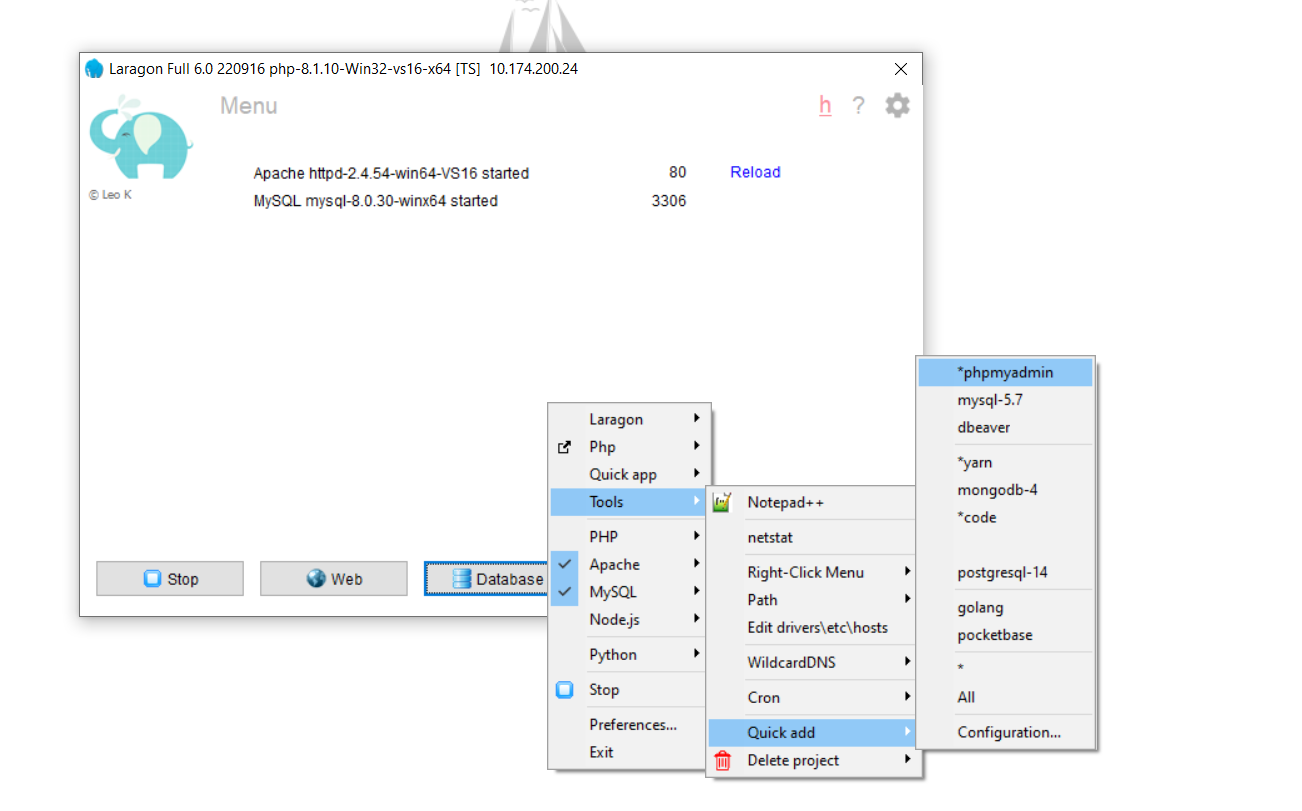 Laragon Full 6.0 220916 php-8.1.10-Win32-vs16-x64 [TS] 10.174.200.24
Menu
h ?
© Leo K
Apache httpd-2.4.54-win64-VS16 started 80 Reload
MySQL mysql-8.0.30-winx64 started 3306
Stop
Web
Database
Laragon
Php
Quick app
Tools
PHP
Apache
MySQL
Node.js
Python
Stop
Preferences...
Exit
Notepad++
netstat
Right-Click Menu
Path
Edit drivers\etc\hosts
WildcardDNS
Cron
Quick add
Delete project
*phpmyadmin
mysql-5.7
dbeaver
*yarn
mongodb-4
*code
postgresql-14
golang
pocketbase
*
All
Configuration...